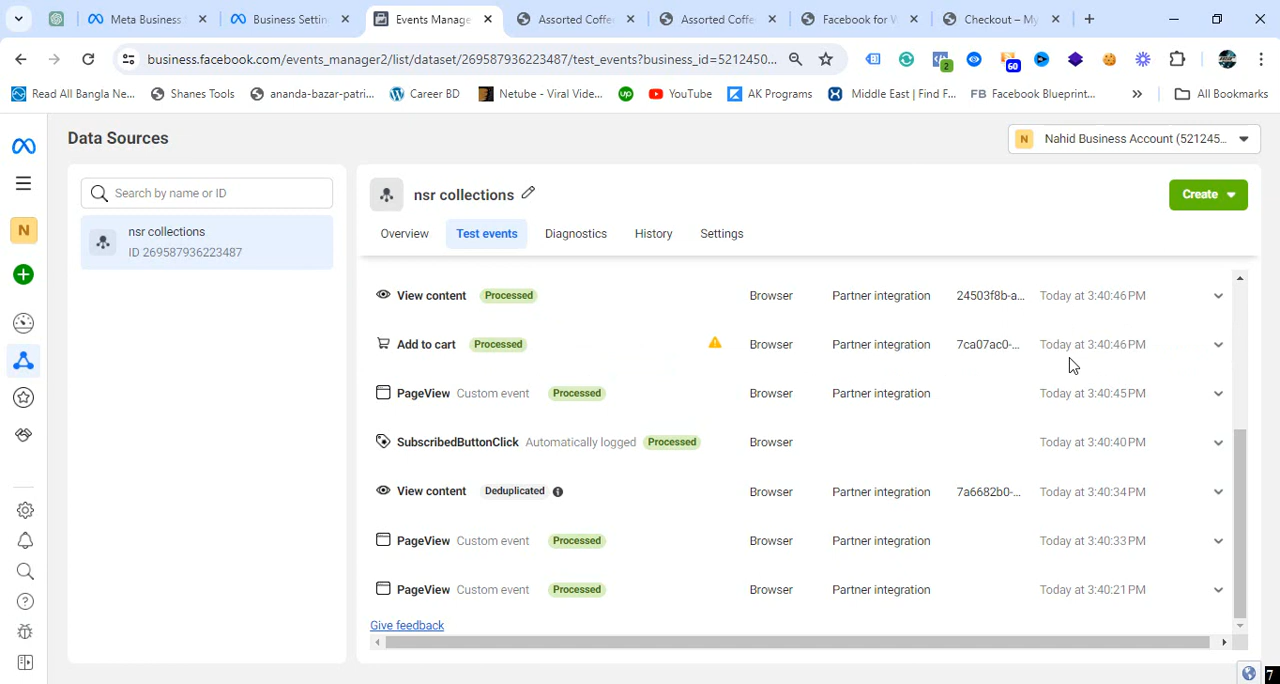 Meta Business
Business Settin
Events Manage
Assorted Coffe
Assorted Coffe
Facebook for W
Checkout – My
business.facebook.com/events_manager2/list/dataset/269587936223487/test_events?business_id=5212450...
2
60
Read All Bangla Ne...
Shanes Tools
ananda-bazar-patri...
Career BD
Netube - Viral Vide...
up
YouTube
AK Programs
Middle East | Find F...
FB Facebook Blueprint...
»
All Bookmarks
Data Sources
N Nahid Business Account (521245...
Search by name or ID
nsr collections
ID 269587936223487
N
nsr collections
Create
Overview Test events Diagnostics History Settings
View content Processed Browser Partner integration 24503f8b-a... Today at 3:40:46 PM
Add to cart Processed Browser Partner integration 7ca07ac0-... Today at 3:40:46 PM
PageView Custom event Processed Browser Partner integration Today at 3:40:45 PM
SubscribedButtonClick Automatically logged Processed Browser Today at 3:40:40 PM
View content Deduplicated Browser Partner integration 7a6682b0-... Today at 3:40:34 PM
PageView Custom event Processed Browser Partner integration Today at 3:40:33 PM
PageView Custom event Processed Browser Partner integration Today at 3:40:21 PM
Give feedback
7